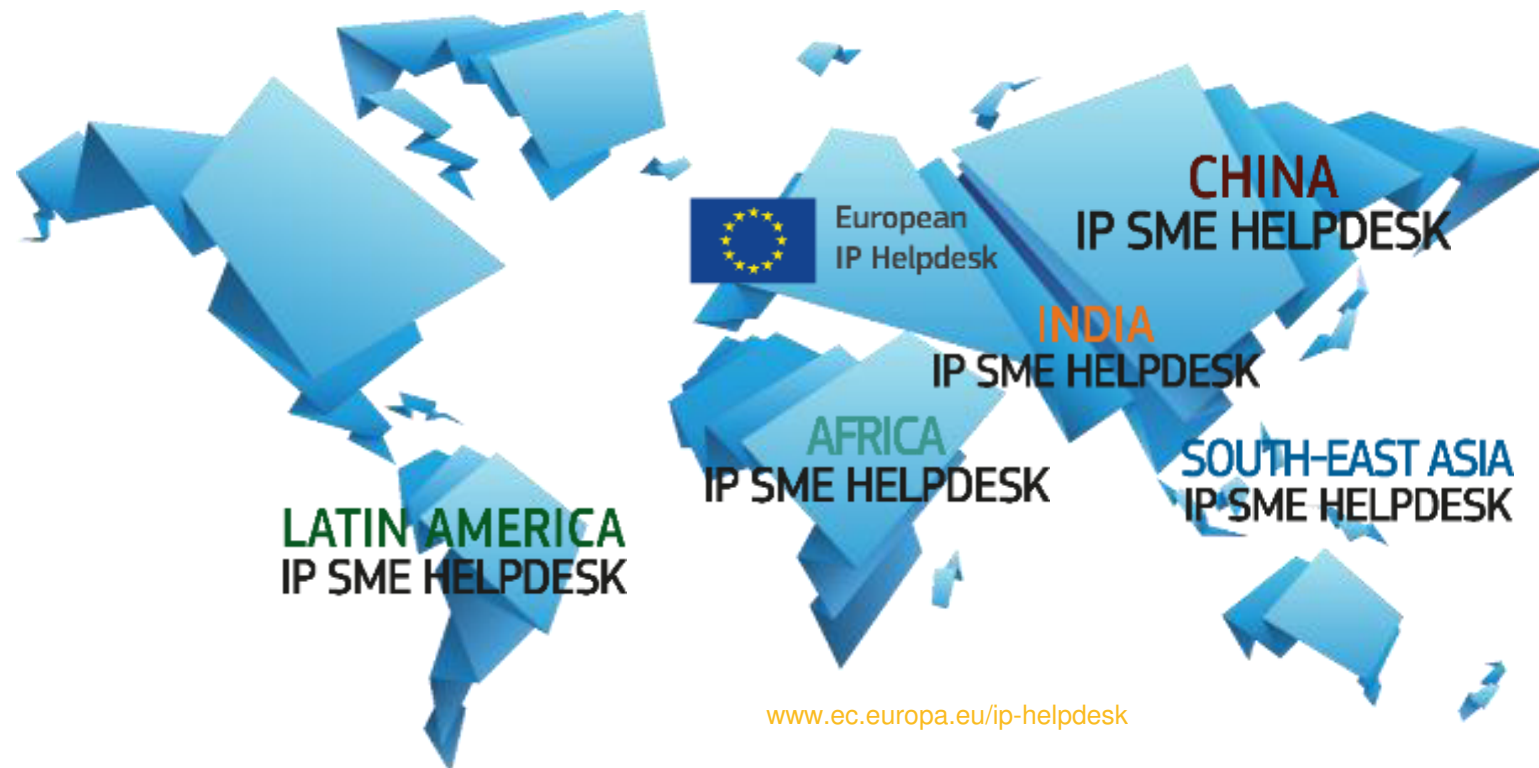 CHINA
IP SME HELPDESK
European
IP Helpdesk
INDIA
IP SME HELPDESK
AFRICA
IP SME HELPDESK
SOUTH-EAST ASIA
IP SME HELPDESK
LATIN AMERICA
IP SME HELPDESK
www.ec.europa.eu/ip-helpdesk